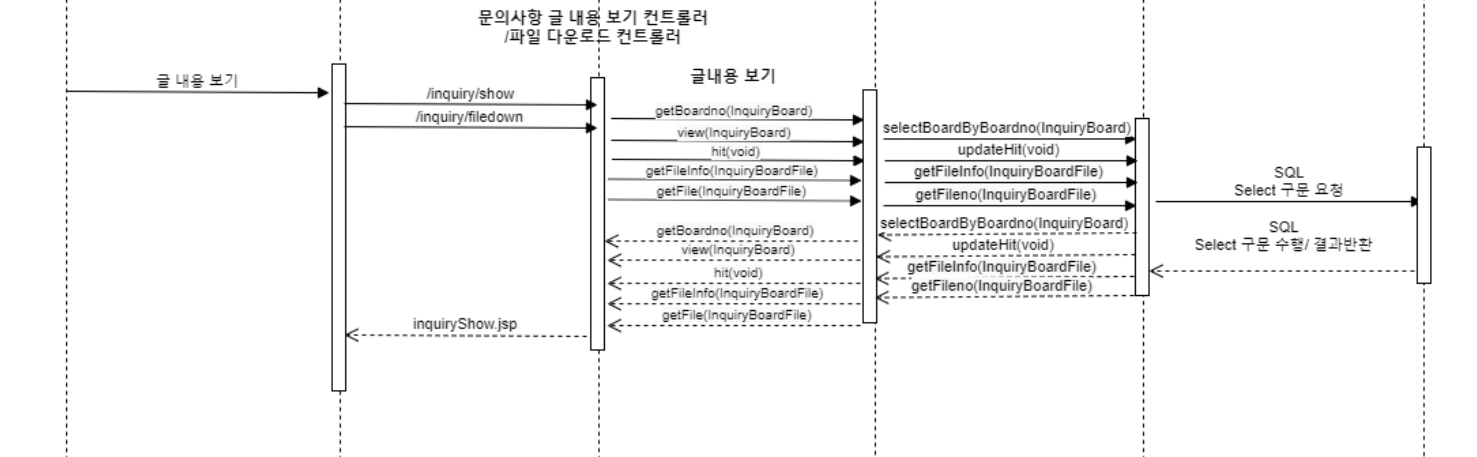 문의사항 글 내용 보기 컨트롤러
/파일 다운로드 컨트롤러
글 내용 보기
/inquiry/show
/inquiry/filedown
글내용 보기
getBoardno(InquiryBoard)
view(InquiryBoard)
hit(void)
getFileInfo(InquiryBoardFile)
getFile(InquiryBoardFile)
selectBoardByBoardno(InquiryBoard)
updateHit(void)
getFileInfo(InquiryBoardFile)
getFileno(InquiryBoardFile)
SQL
Select 구문 요청
SQL
Select 구문 수행/ 결과반환
selectBoardByBoardno(InquiryBoard)
updateHit(void)
getFileInfo(InquiryBoardFile)
getFileno(InquiryBoardFile)
getBoardno(InquiryBoard)
view(InquiryBoard)
hit(void)
getFileInfo(InquiryBoardFile)
getFile(InquiryBoardFile)
inquiryShow.jsp